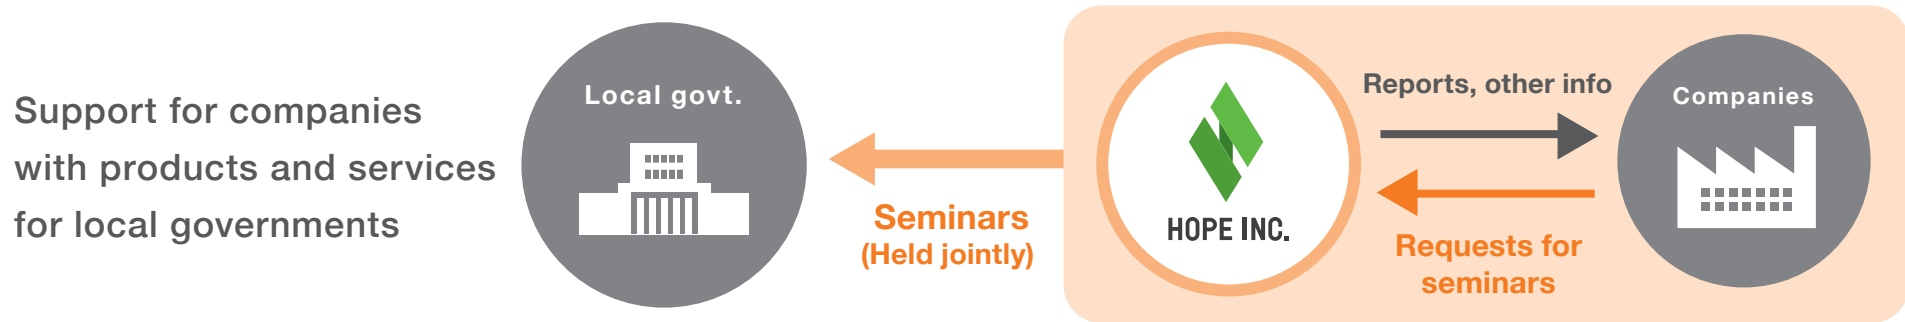 Support for companies
with products and services
for local governments
Local govt.
Seminars
(Held jointly)
HOPE INC.
Reports, other info
Requests for
seminars
Companies